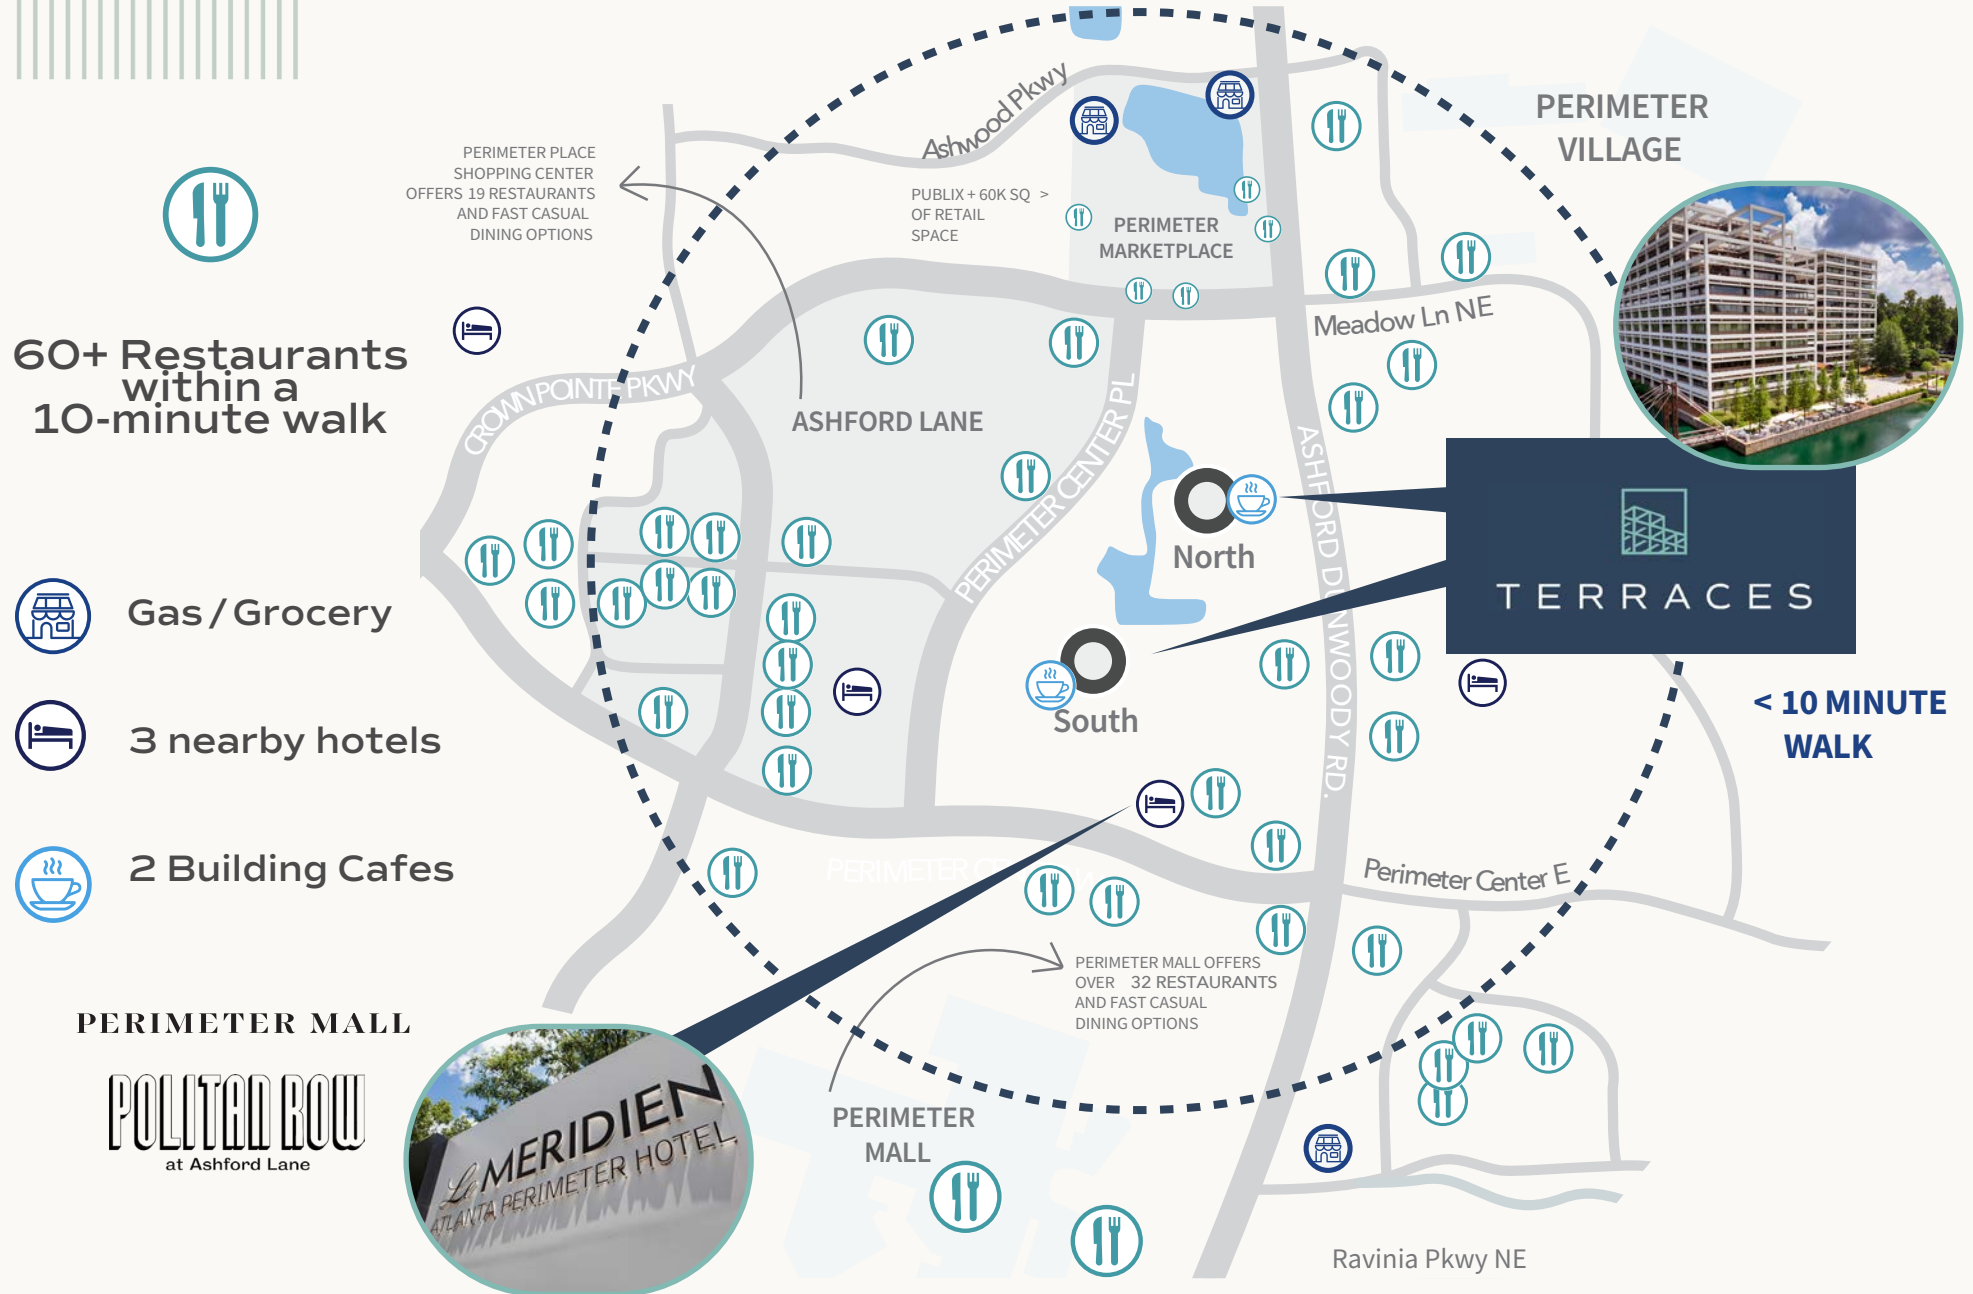 60+ Restaurants
within a
10-minute walk
Gas / Grocery
3 nearby hotels
2 Building Cafes
PERIMETER MALL
POLITAN ROW
at Ashford Lane
PERIMETER PLACE
SHOPPING CENTER
OFFERS 19 RESTAURANTS
AND FAST CASUAL
DINING OPTIONS
Ashwood Pkwy
PUBLIX + 60K SQ >
OF RETAIL
SPACE
PERIMETER
MARKETPLACE
PERIMETER
VILLAGE
Meadow Ln NE
CROWN POINTE PKWY
ASHFORD LANE
PERIMETER CENTER PL
ASHFORD DUNWOODY RD.
North
South
TERRACES
< 10 MINUTE
WALK
PERIMETER
Perimeter Center E
PERIMETER MALL OFFERS
OVER 32 RESTAURANTS
AND FAST CASUAL
DINING OPTIONS
PERIMETER
MALL
Le MERIDIEN
ATLANTA PERIMETER HOTEL
Ravinia Pkwy NE